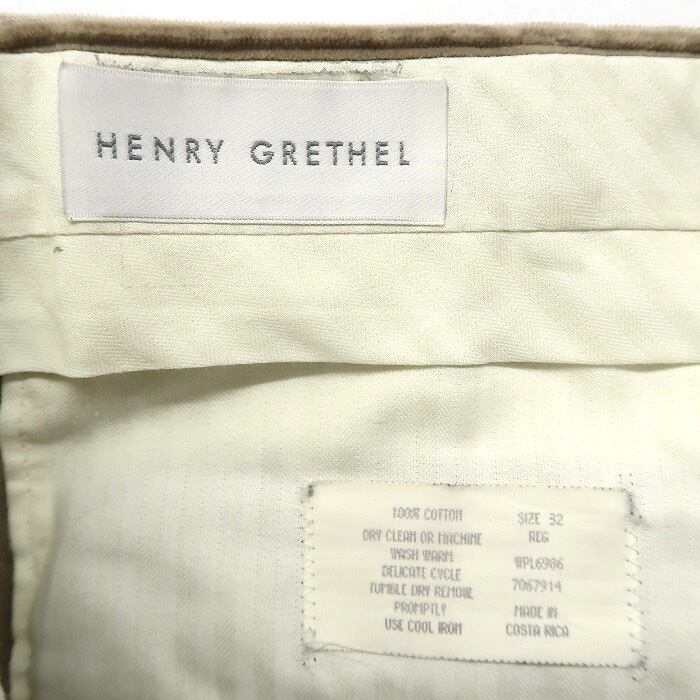 HENRY GRETHEL
100% COTTON
DRY CLEAN OR MACHINE
WASH WARM
DELICATE CYCLE
TUMBLE DRY REMOVE
PROMPTLY
USE COOL IRON
SIZE 32
REG
WPL6986
7067914
MADE IN
COSTA RICA